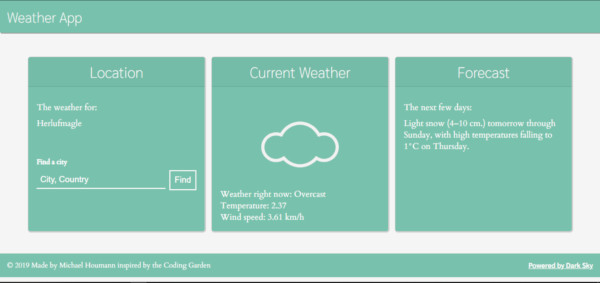 Weather App
Location
The weather for:
Herlufmagle
Find a city
City, Country
Find
Current Weather
Weather right now: Overcast
Temperature: 2.37
Wind speed: 3.61 km/h
Forecast
The next few days:
Light snow (4–10 cm.) tomorrow through
Sunday, with high temperatures falling to
1°C on Thursday.
© 2019 Made by Michael Houmann inspired by the Coding Garden
Powered by Dark Sky